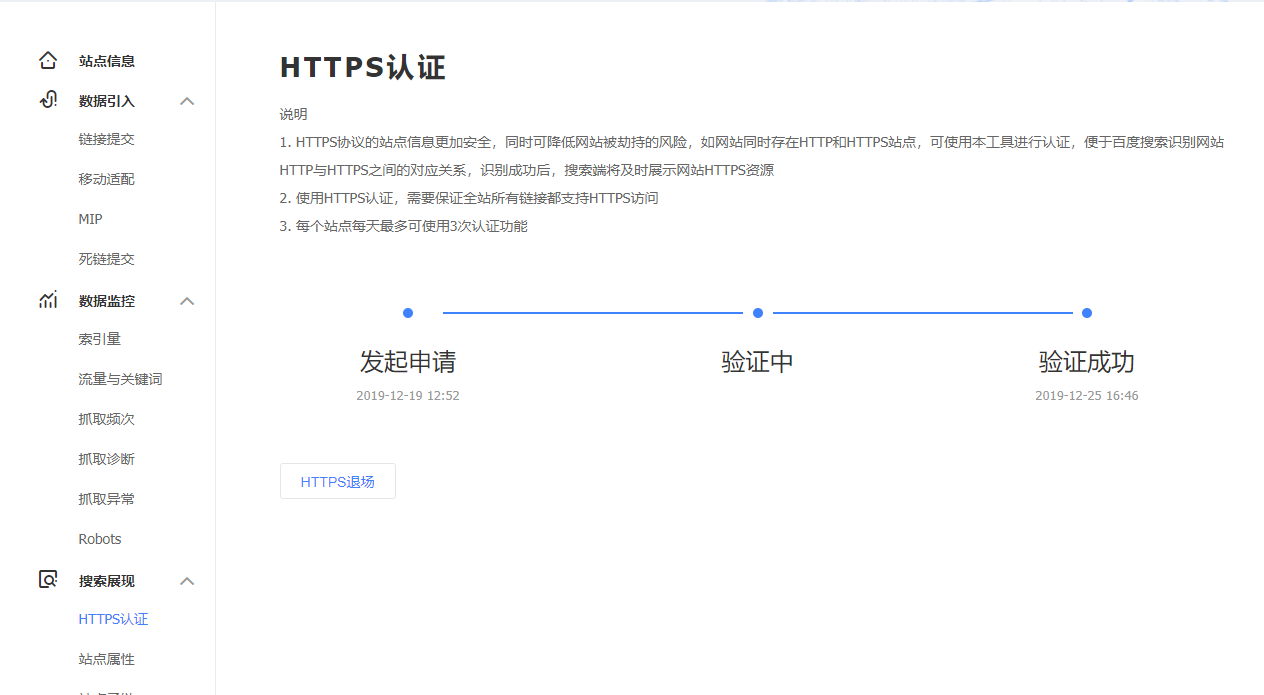 站点信息
数据引入
链接提交
移动适配
MIP
死链提交
数据监控
索引量
流量与关键词
抓取频次
抓取诊断
抓取异常
Robots
搜索展现
HTTPS认证
站点属性
HTTPS认证
说明
1. HTTPS协议的站点信息更加安全，同时可降低网站被劫持的风险，如网站同时存在HTTP和HTTPS站点，可使用本工具进行认证，便于百度搜索识别网站
HTTP与HTTPS之间的对应关系，识别成功后，搜索端将及时展示网站HTTPS资源
2. 使用HTTPS认证，需要保证全站所有链接都支持HTTPS访问
3. 每个站点每天最多可使用3次认证功能
发起申请
2019-12-19 12:52
验证中
验证成功
2019-12-25 16:46
HTTPS退场